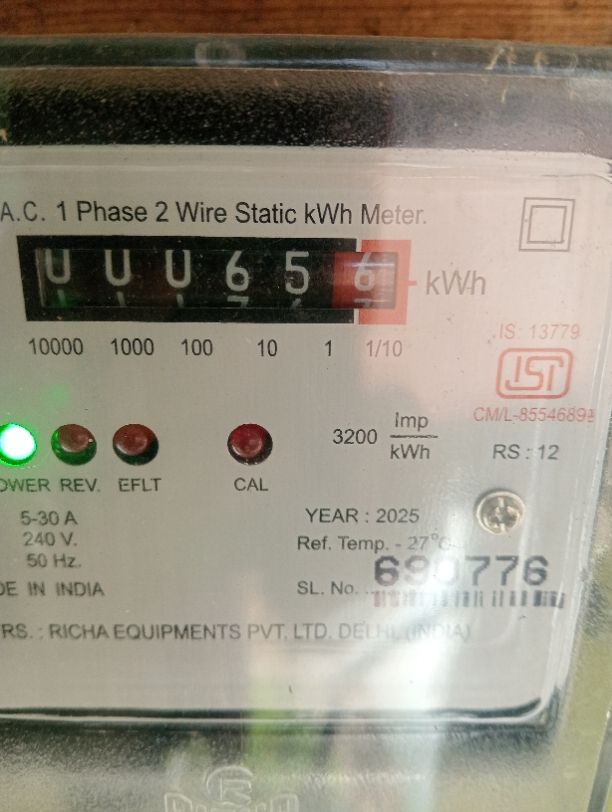 A.C. 1 Phase 2 Wire Static kWh Meter.
0 0 0 6 5 6 kWh
10000 1000 100 10 1 1/10
IS: 13779
ISI
CM/L-8554689
3200 Imp/kWh
RS : 12
OWER REV. EFLT CAL
5-30 A
240 V.
50 Hz.
DE IN INDIA
YEAR : 2025
Ref. Temp. - 27°C
SL. No. 690776
RS. : RICHA EQUIPMENTS PVT. LTD. DELHI, (INDIA)